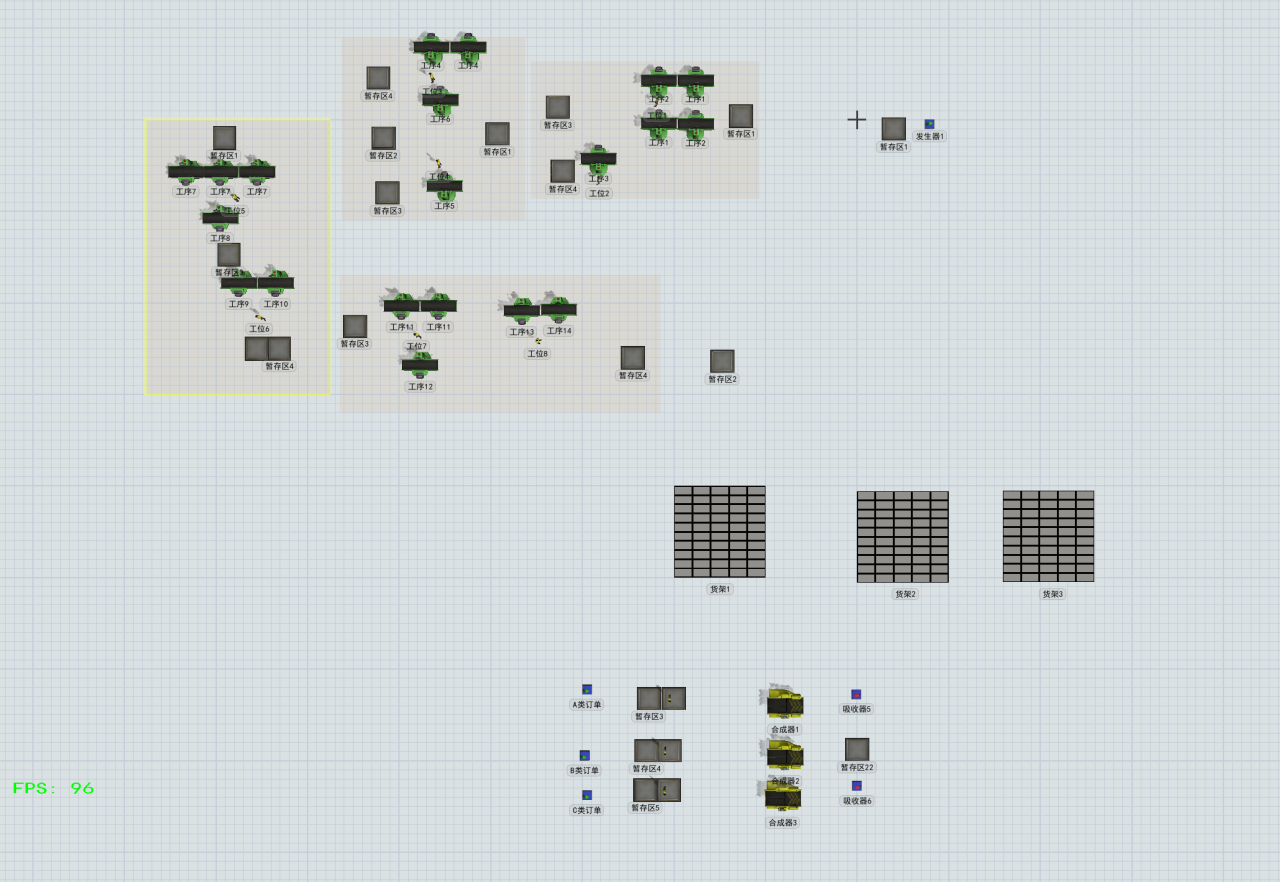 工序4
工序4
暂存区4
工序6
暂存区2
暂存区1
工位4
暂存区3
工序5
工序2
工序1
工位1
暂存区3
暂存区1
工序1
工序2
工序3
暂存区4
工位2
暂存区1
发生器1
暂存区1
工序7
工序7
工序7
工位5
工序8
工序9
工序10
工位6
暂存区4
工序11
工序11
工序13
工序14
暂存区3
工位7
工位8
工序12
暂存区4
暂存区2
货架1
货架2
货架3
A类订单
暂存区3
合成器1
吸收器5
B类订单
暂存区4
合成器2
暂存区22
C类订单
暂存区5
合成器3
吸收器6
FPS: 96